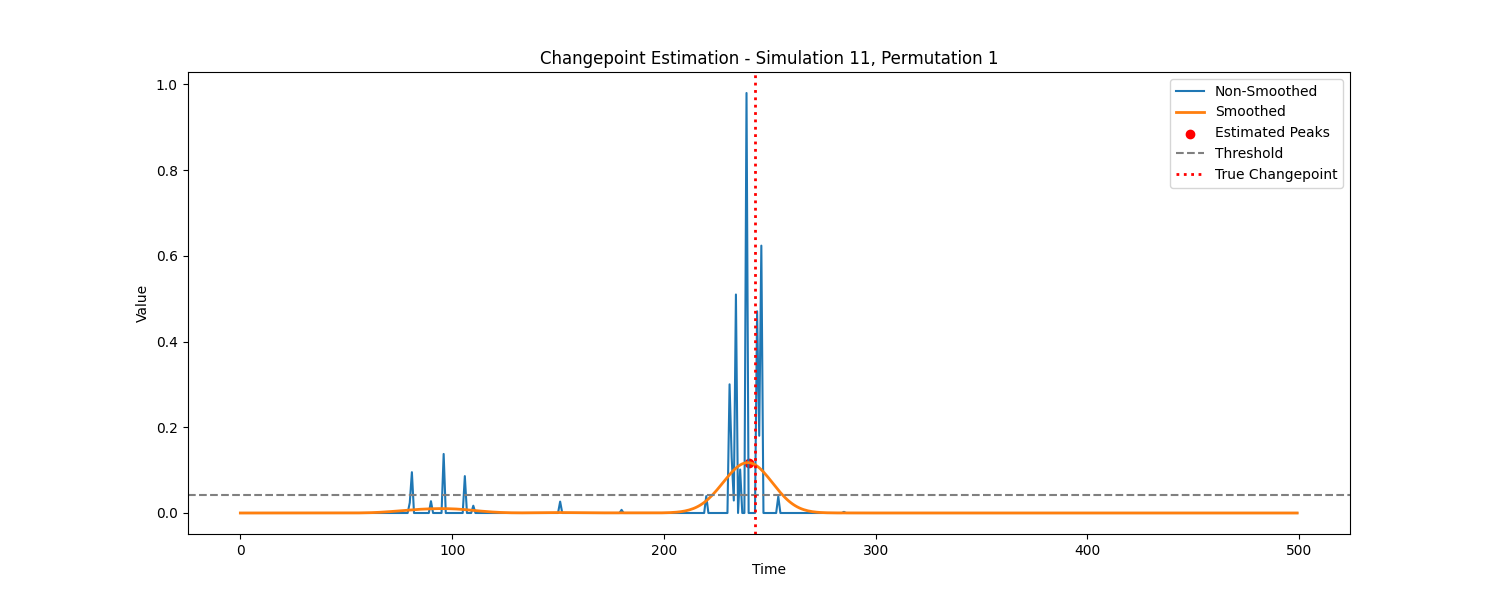 Changepoint Estimation - Simulation 11, Permutation 1
1.0
0.8
0.6
0.4
0.2
0.0
Value
Non-Smoothed
Smoothed
Estimated Peaks
Threshold
True Changepoint
0 100 200 300 400 500
Time